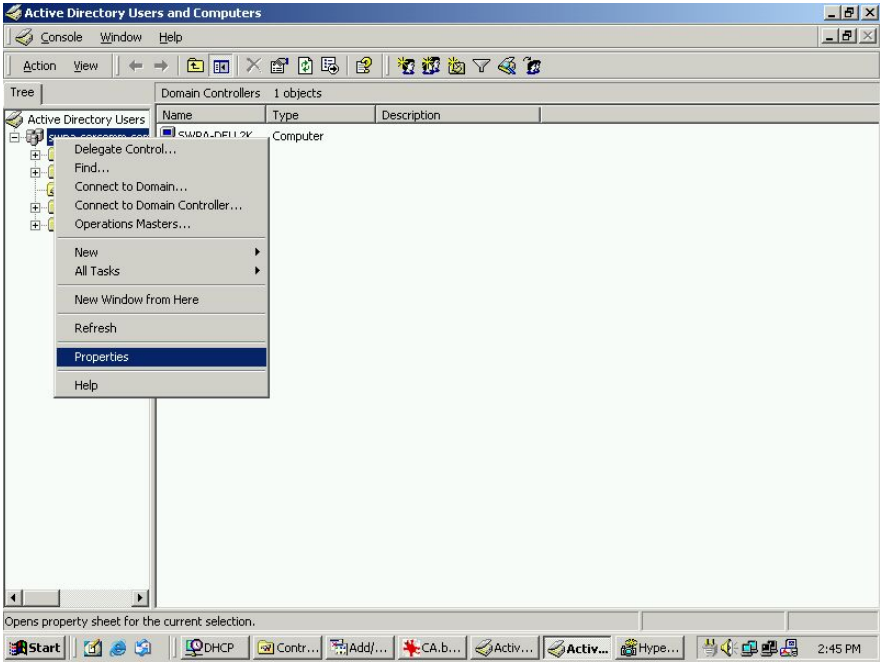 Active Directory Users and Computers
Console Window Help
Action View
Tree
Domain Controllers 1 objects
Active Directory Users
Name Type Description
SWPA-DELL2K Computer
Delegate Control...
Find...
Connect to Domain...
Connect to Domain Controller...
Operations Masters...
New
All Tasks
New Window from Here
Refresh
Properties
Help
Opens property sheet for the current selection.
Start DHCP Contr... Add/... CA.b... Activ... Activ... Hype... 2:45 PM